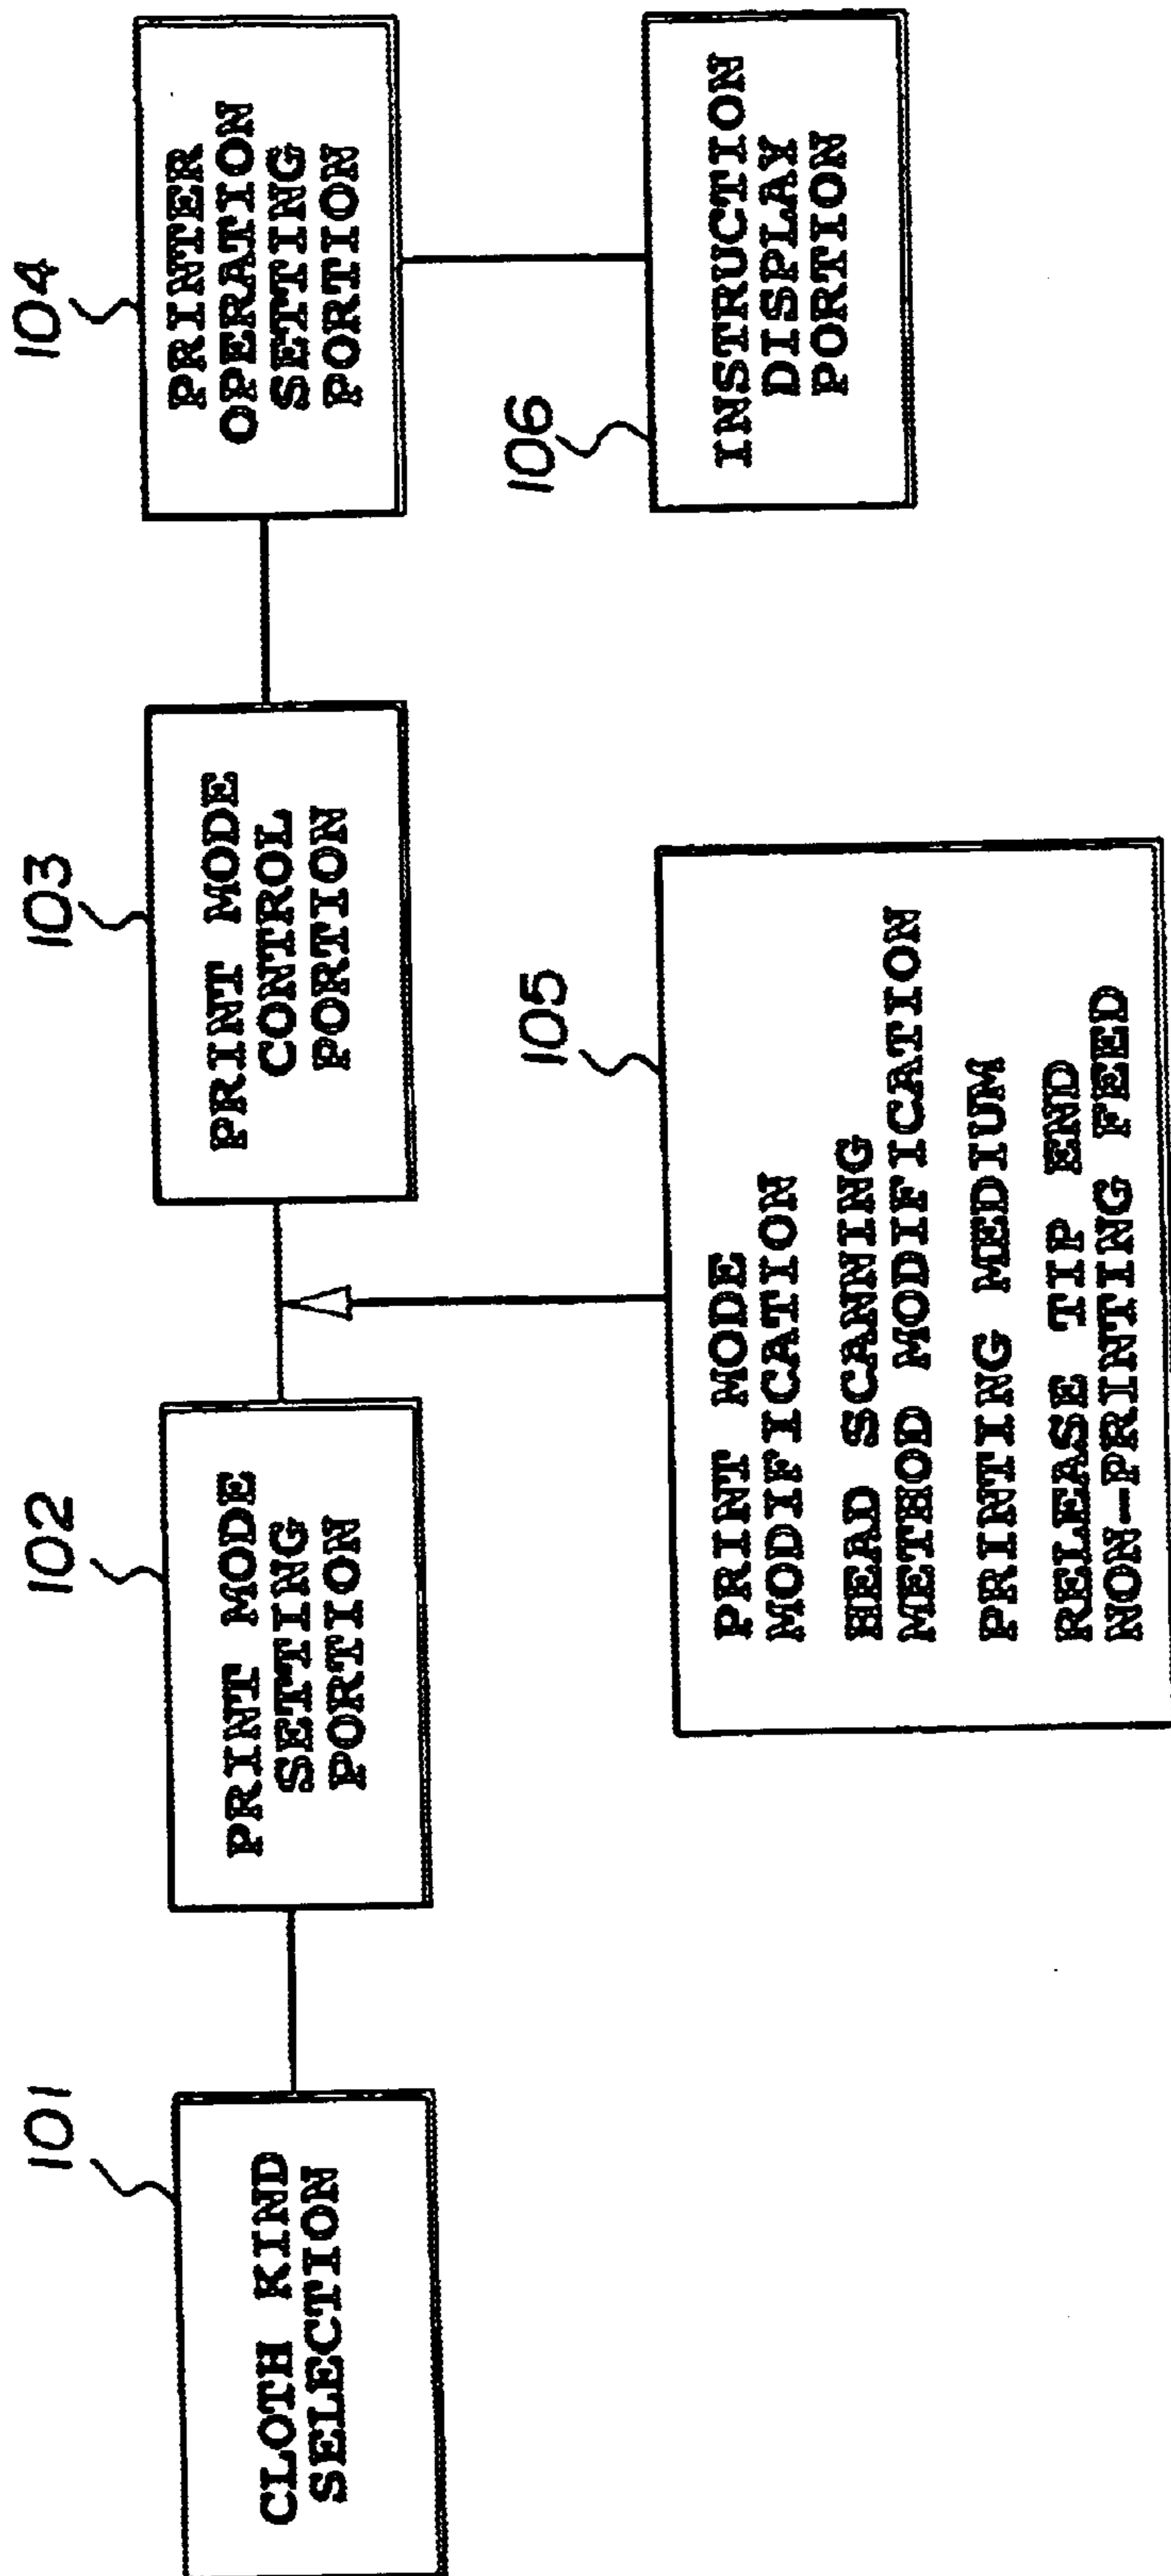 101
CLOTH KIND
SELECTION
102
PRINT MODE
SETTING
PORTION
103
PRINT MODE
CONTROL
PORTION
104
PRINTER
OPERATION
SETTING
PORTION
105
PRINT MODE
MODIFICATION
HEAD SCANNING
METHOD MODIFICATION
PRINTING MEDIUM
RELEASE TIP END
NON-PRINTING FEED
106
INSTRUCTION
DISPLAY
PORTION